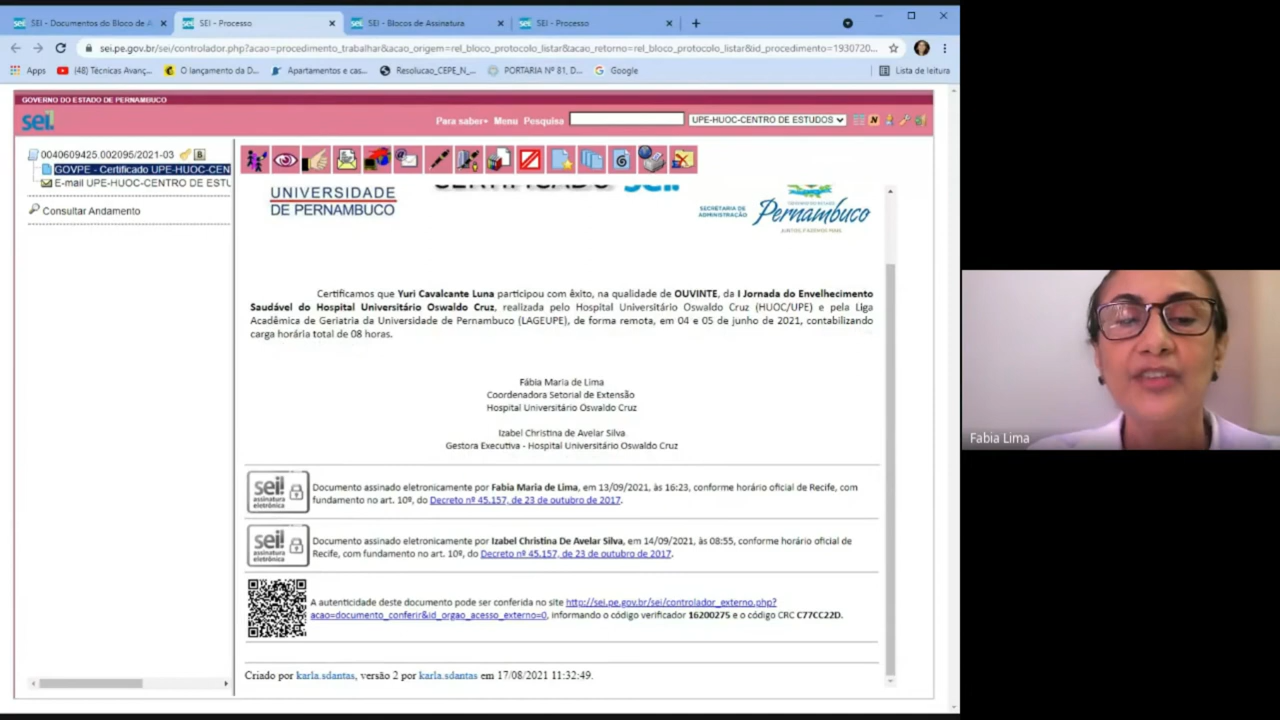 SEI - Documentos do Bloco de A
SEI - Processo
SEI - Blocos de Assinatura
SEI - Processo
sei.pe.gov.br/sei/controlador.php?acao=procedimento_trabalhar&acao_origem=rel_bloco_protocolo_listar&acao_retorno=rel_bloco_protocolo_listar&id_procedimento=1930720...
Apps
(48) Técnicas Avanç...
O lançamento da D...
Apartamentos e cas...
Resolucao_CEPE_N_...
PORTARIA Nº 81, D...
Google
Lista de leitura
GOVERNO DO ESTADO DE PERNAMBUCO
sei!
Para saber+ Menu Pesquisa
UPE-HUOC-CENTRO DE ESTUDOS
0040609425.002095/2021-03
GOVPE - Certificado UPE-HUOC-CEN
E-mail UPE-HUOC-CENTRO DE ESTU
Consultar Andamento
UNIVERSIDADE
DE PERNAMBUCO
CERTIFICADO
sei!
SECRETARIA DE
ADMINISTRAÇÃO
Pernambuco
Certificamos que Yuri Cavalcante Luna participou com êxito, na qualidade de OUVINTE, da I Jornada do Envelhecimento
Saudável do Hospital Universitário Oswaldo Cruz, realizada pelo Hospital Universitário Oswaldo Cruz (HUOC/UPE) e pela Liga
Acadêmica de Geriatria da Universidade de Pernambuco (LAGEUPE), de forma remota, em 04 e 05 de junho de 2021, contabilizando
carga horária total de 08 horas.
Fábia Maria de Lima
Coordenadora Setorial de Extensão
Hospital Universitário Oswaldo Cruz
Izabel Christina De Avelar Silva
Gestora Executiva - Hospital Universitário Oswaldo Cruz
sei!
assinatura
eletrônica
Documento assinado eletronicamente por Fabia Maria de Lima, em 13/09/2021, às 16:23, conforme horário oficial de Recife, com
fundamento no art. 10º, do Decreto nº 45.157, de 23 de outubro de 2017.
sei!
assinatura
eletrônica
Documento assinado eletronicamente por Izabel Christina De Avelar Silva, em 14/09/2021, às 08:55, conforme horário oficial de
Recife, com fundamento no art. 10º, do Decreto nº 45.157, de 23 de outubro de 2017.
A autenticidade deste documento pode ser conferida no site http://sei.pe.gov.br/sei/controlador_externo.php?
acao=documento_conferir&id_orgao_acesso_externo=0, informando o código verificador 16200275 e o código CRC C77CC22D.
Criado por karla.sdantas, versão 2 por karla.sdantas em 17/08/2021 11:32:49.
Fabia Lima